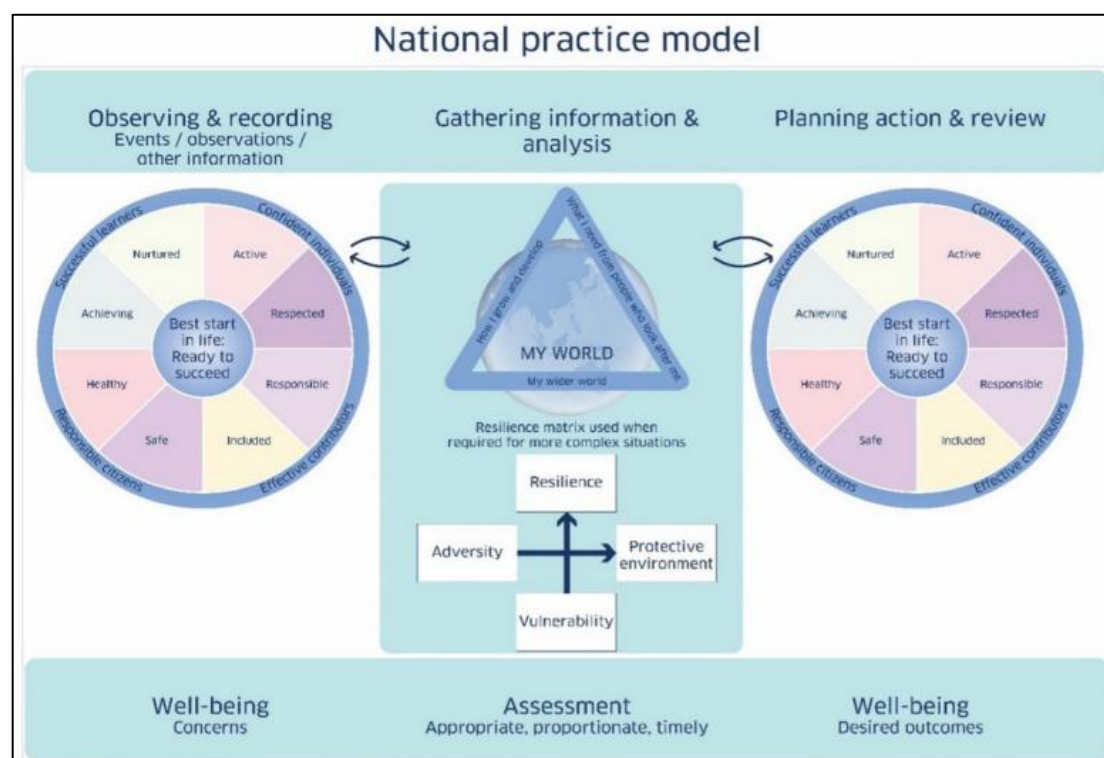 National practice model
Observing & recording
Events / observations /
other information
Gathering information &
analysis
Planning action & review
Successful learners
Confident individuals
Nurtured
Active
Achieving
Respected
Best start
in life:
Ready to
succeed
Healthy
Responsible
Safe
Included
Responsible citizens
Effective contributors
How I grow and develop
What I need from people who look after me
MY WORLD
My wider world
Resilience matrix used when
required for more complex situations
Resilience
Adversity
Protective
environment
Vulnerability
Successful learners
Confident individuals
Nurtured
Active
Achieving
Respected
Best start
in life:
Ready to
succeed
Healthy
Responsible
Safe
Included
Responsible citizens
Effective contributors
Well-being
Concerns
Assessment
Appropriate, proportionate, timely
Well-being
Desired outcomes